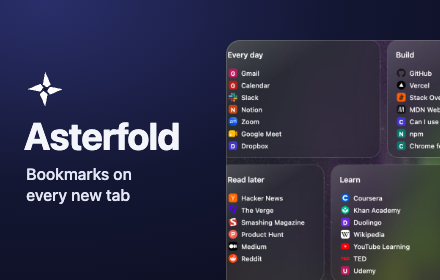 Asterfold
Bookmarks on
every new tab
Every day
Gmail
Calendar
Slack
Notion
Zoom
Google Meet
Dropbox
Build
GitHub
Vercel
Stack Ove
MDN Web
Can I use
npm
Chrome fo
Read later
Hacker News
The Verge
Smashing Magazine
Product Hunt
Medium
Reddit
Learn
Coursera
Khan Academy
Duolingo
Wikipedia
YouTube Learning
TED
Udemy